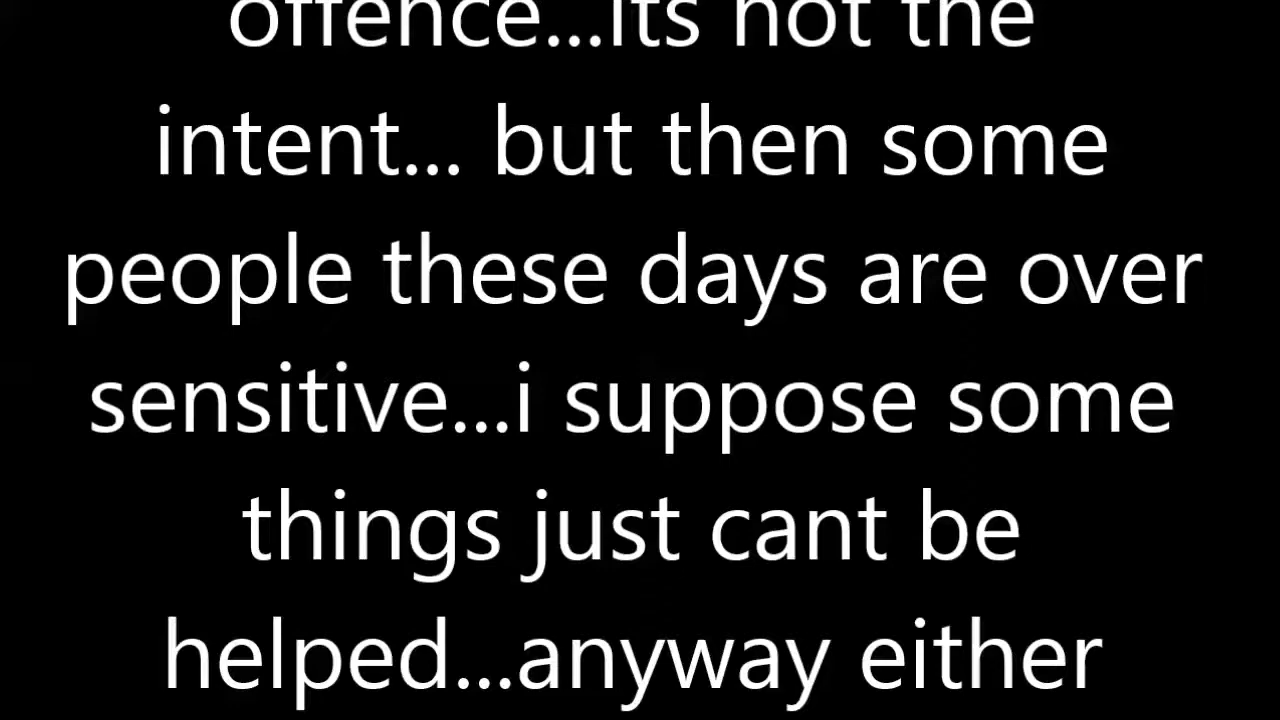 offence...its not the
intent... but then some
people these days are over
sensitive...i suppose some
things just cant be
helped...anyway either